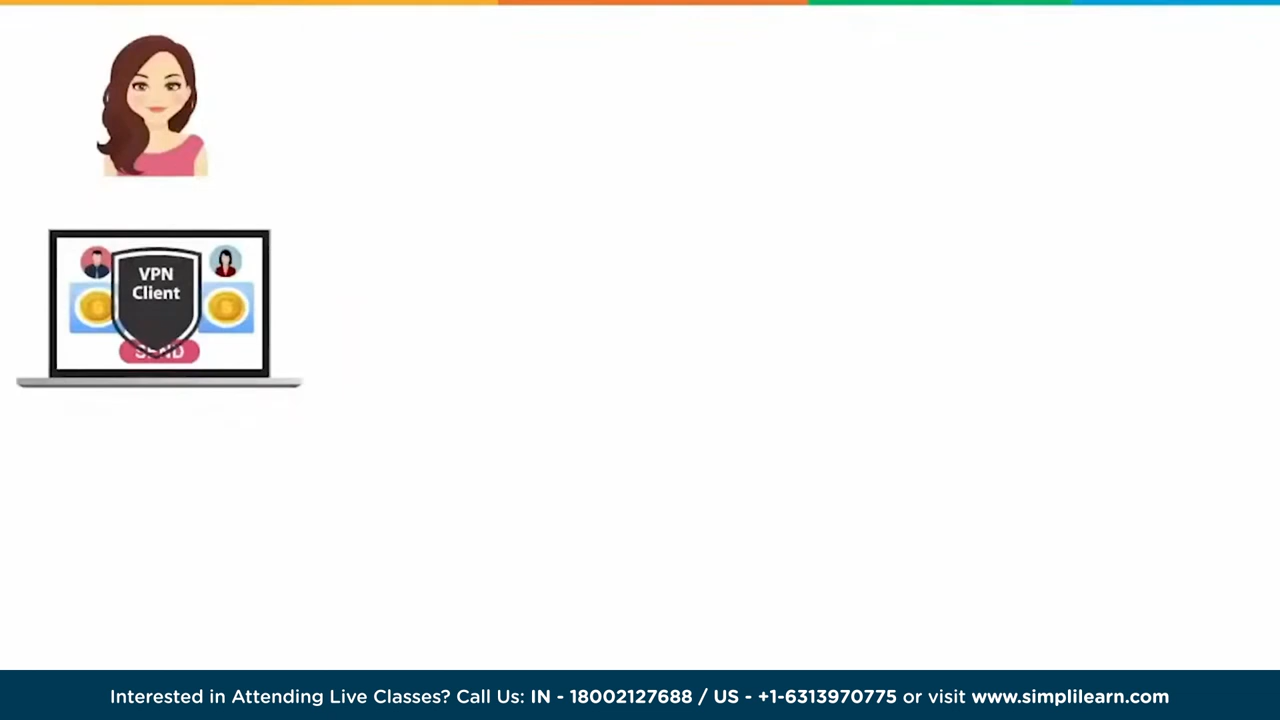 VPN
Client
SEND
Interested in Attending Live Classes? Call Us: IN - 18002127688 / US - +1-6313970775 or visit www.simplilearn.com